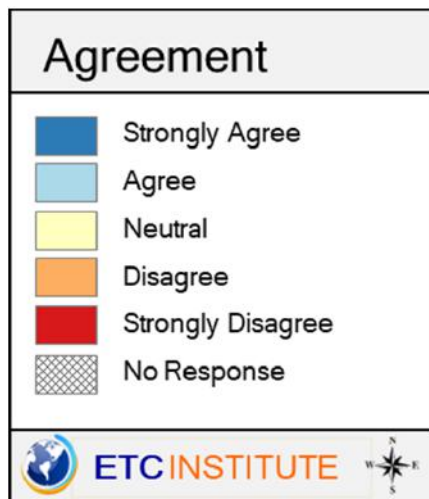 Agreement
Strongly Agree
Agree
Neutral
Disagree
Strongly Disagree
No Response
ETC INSTITUTE
N
W E
S